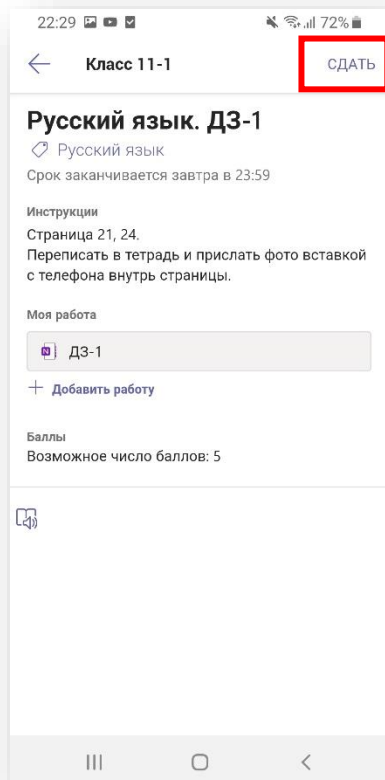 22:29 72%
Класс 11-1 СДАТЬ
Русский язык. ДЗ-1
Русский язык
Срок заканчивается завтра в 23:59
Инструкции
Страница 21, 24.
Переписать в тетрадь и прислать фото вставкой
с телефона внутрь страницы.
Моя работа
N ДЗ-1
+ Добавить работу
Баллы
Возможное число баллов: 5